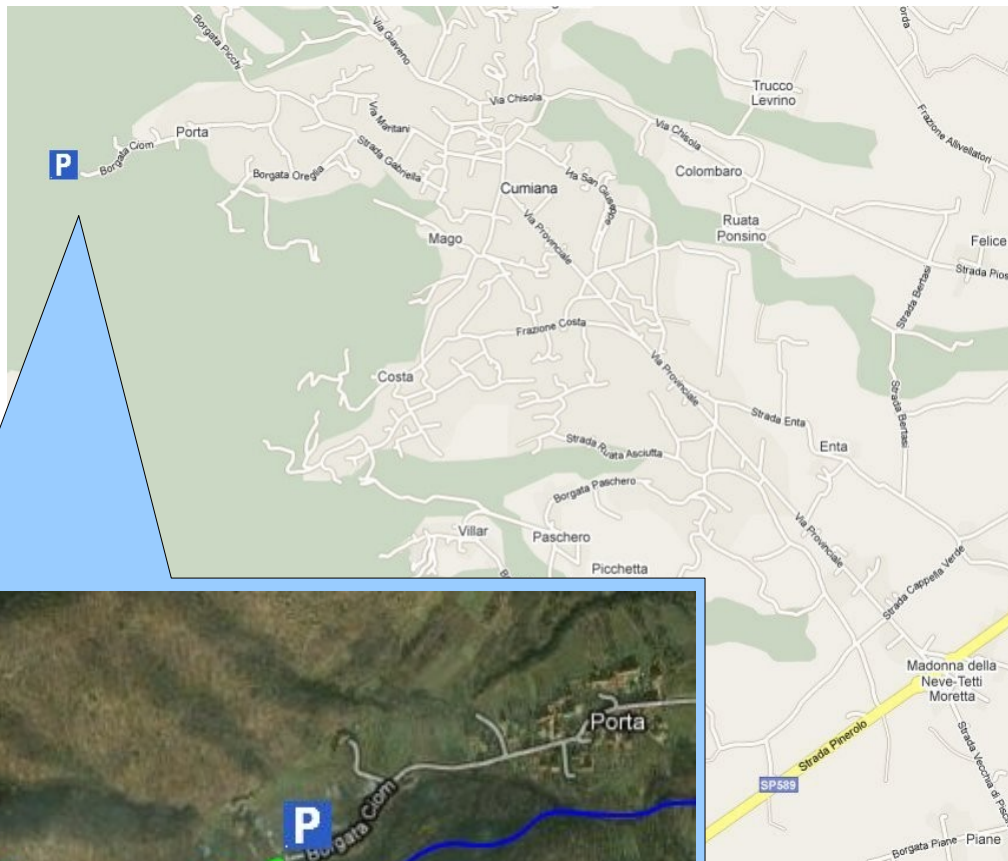 Borgata Picchi
Via Giaveno
Trucco
Levrino
Via Chisola
Via Chisola
Frazione Allivellatori
Via Maritani
Porta
P
Borgata Ciom
Strada Gabriella
Borgata Oreglia
Colombaro
Cumiana
Via San Giuseppe
Via Provinciale
Ruata
Ponsino
Mago
Felice
Strada Bertasi
Frazione Costa
Costa
Via Provinciale
Strada Enta
Strada Bertasi
Enta
Strada Ruata Asciutta
Borgata Paschero
Via Provinciale
Villar
Paschero
Picchetta
Strada Cappella Verde
Madonna della
Neve-Tetti
Moretta
Strada Pinerolo
SP589
Porta
P
Borgata Ciom
Borgata Piane
Piane